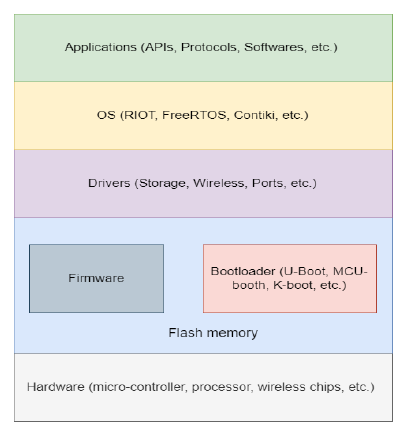 Applications (APIs, Protocols, Softwares, etc.)
OS (RIOT, FreeRTOS, Contiki, etc.)
Drivers (Storage, Wireless, Ports, etc.)
Firmware
Bootloader (U-Boot, MCU-
booth, K-boot, etc.)
Flash memory
Hardware (micro-controller, processor, wireless chips, etc.)